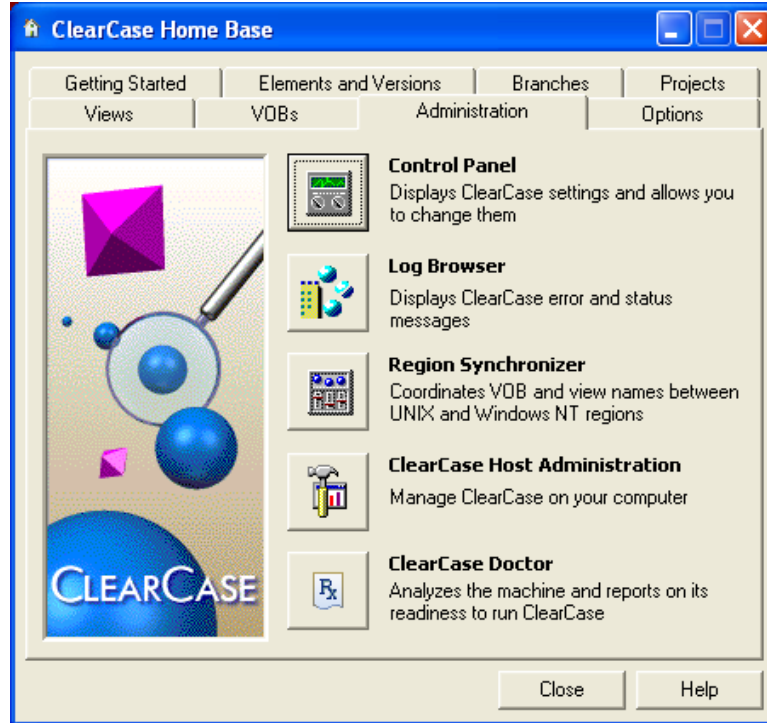 ClearCase Home Base
Getting Started Elements and Versions Branches Projects
Views VOBs Administration Options
Control Panel
Displays ClearCase settings and allows you
to change them
Log Browser
Displays ClearCase error and status
messages
Region Synchronizer
Coordinates VOB and view names between
UNIX and Windows NT regions
ClearCase Host Administration
Manage ClearCase on your computer
ClearCase Doctor
Rx
Analyzes the machine and reports on its
readiness to run ClearCase
CLEARCASE
Close Help